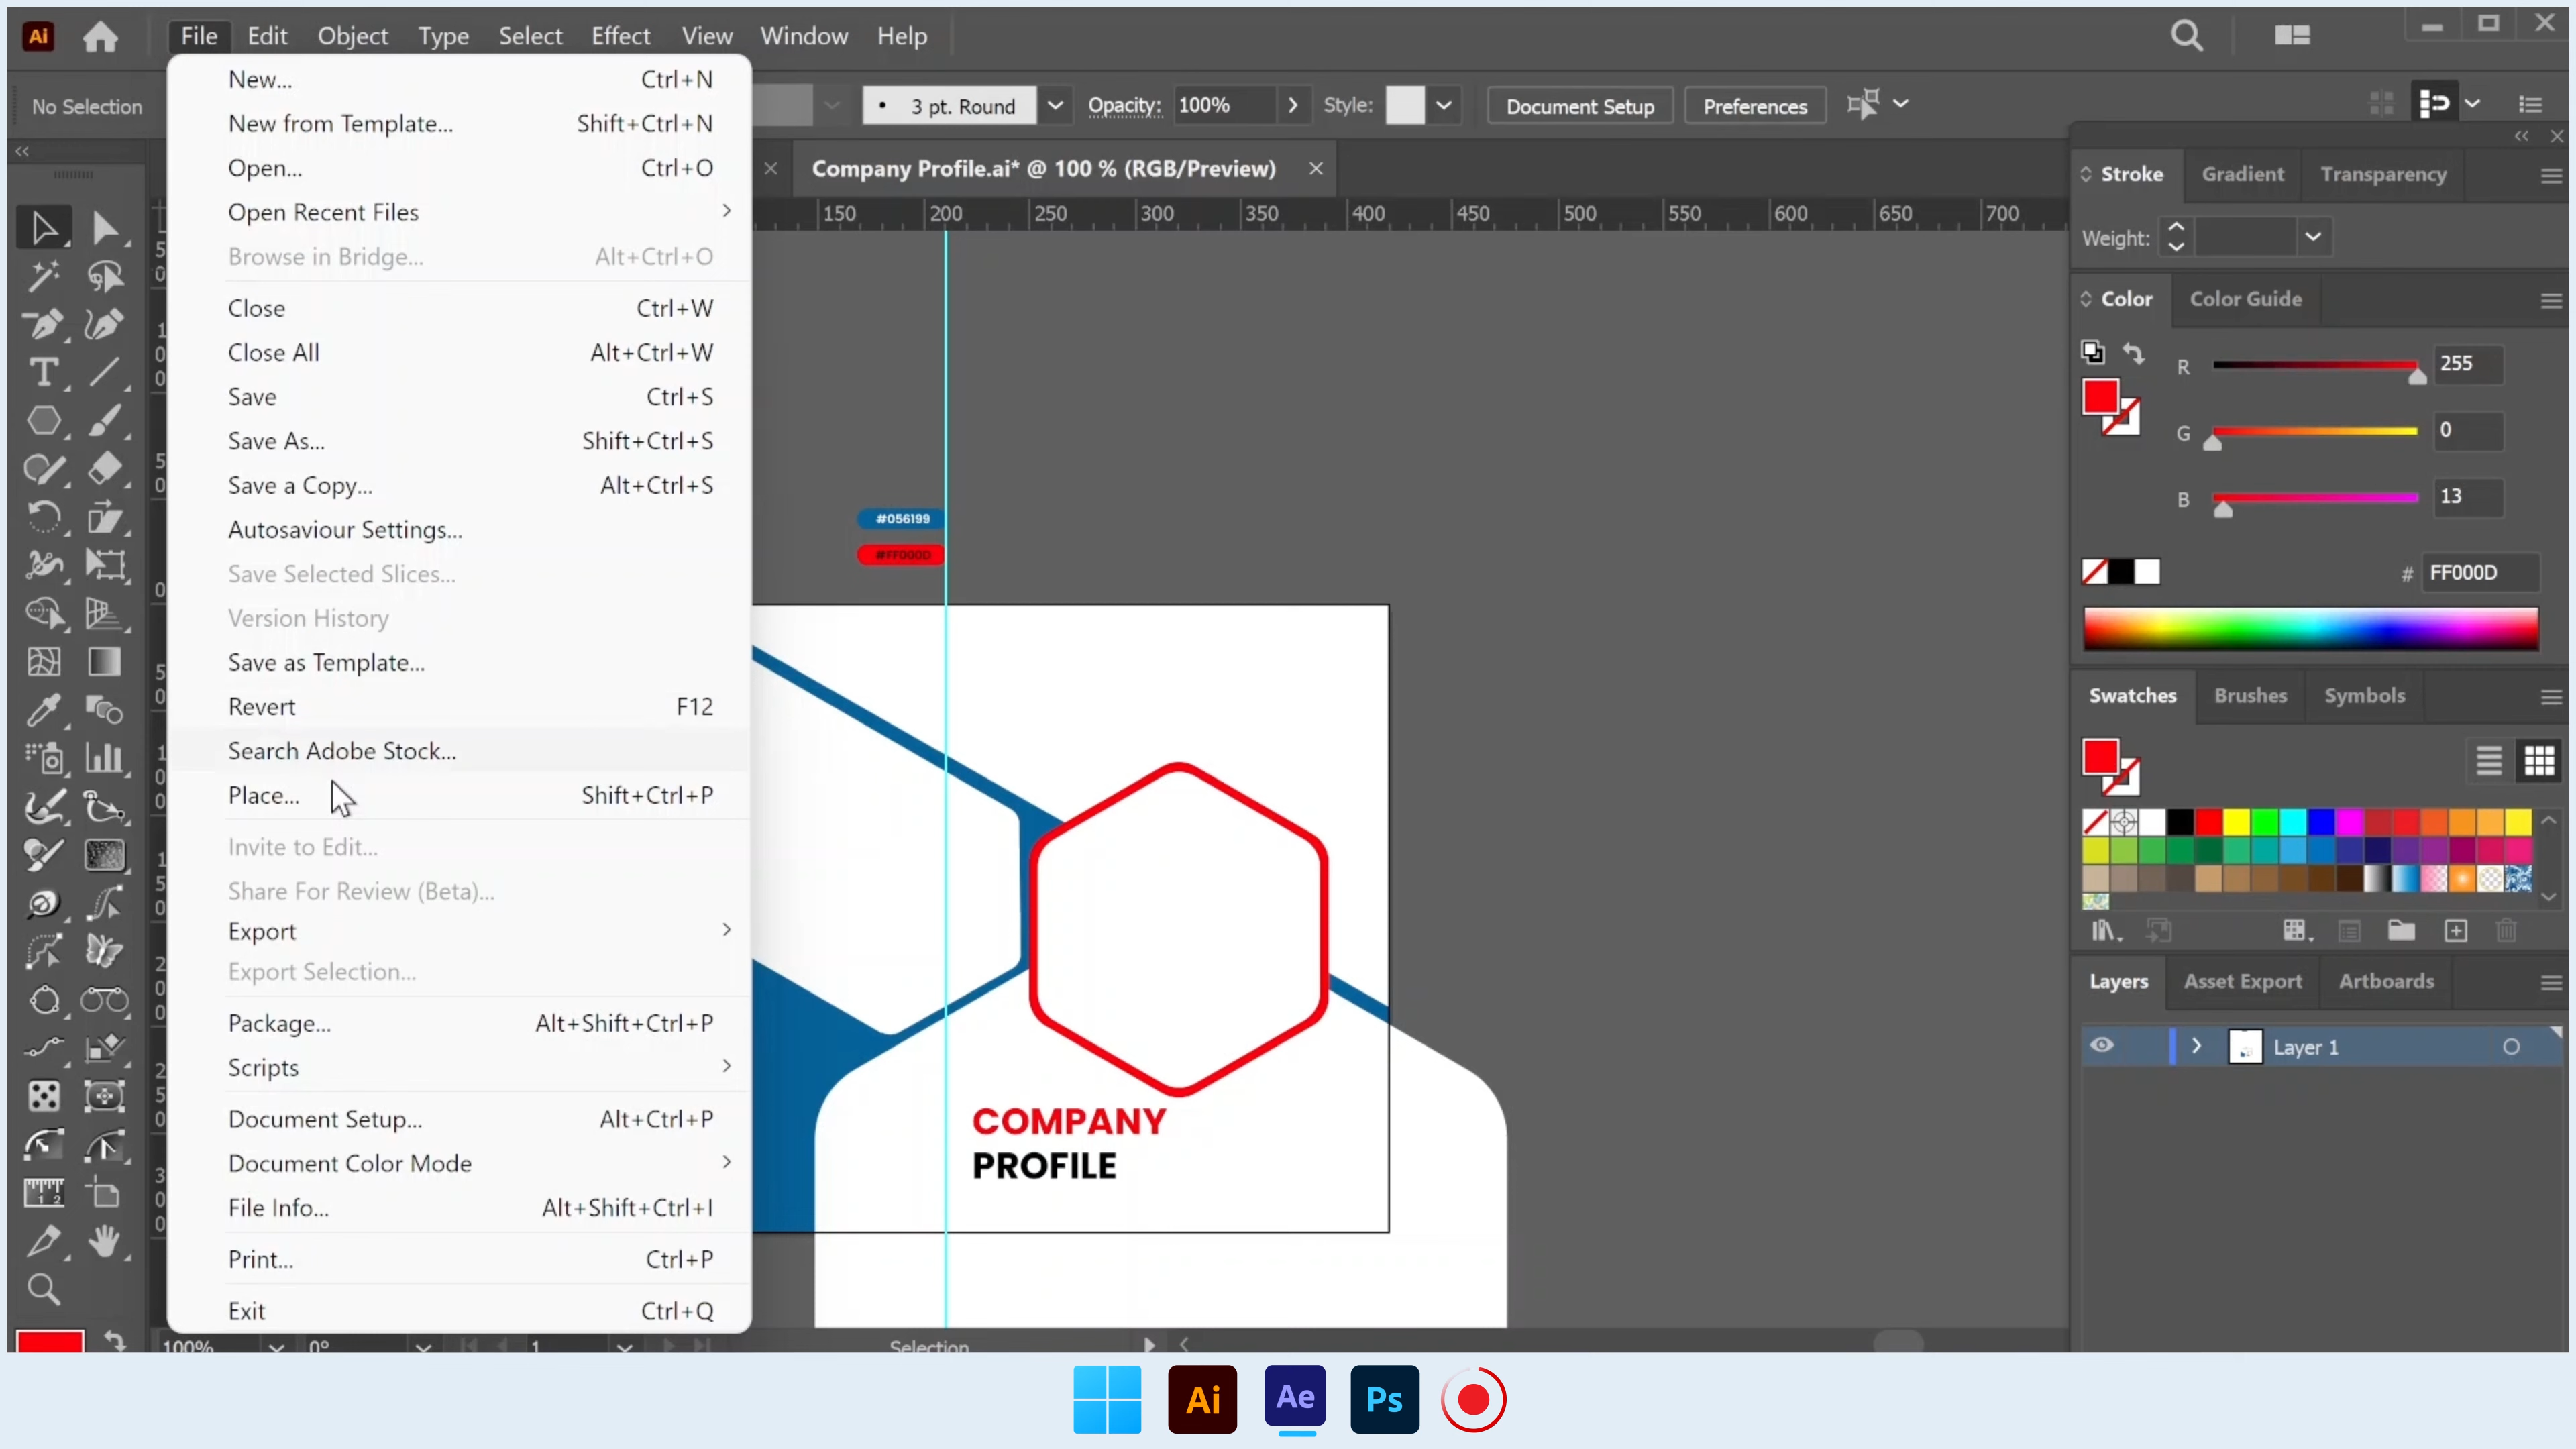 Ai File Edit Object Type Select Effect View Window Help
No Selection 3 pt. Round Opacity: 100% Style: Document Setup Preferences
New... Ctrl+N
New from Template... Shift+Ctrl+N
Open... Ctrl+O
Open Recent Files
Browse in Bridge... Alt+Ctrl+O
Close Ctrl+W
Close All Alt+Ctrl+W
Save Ctrl+S
Save As... Shift+Ctrl+S
Save a Copy... Alt+Ctrl+S
Autosaviour Settings...
Save Selected Slices...
Version History
Save as Template...
Revert F12
Search Adobe Stock...
Place... Shift+Ctrl+P
Invite to Edit...
Share For Review (Beta)...
Export
Export Selection...
Package... Alt+Shift+Ctrl+P
Scripts
Document Setup... Alt+Ctrl+P
Document Color Mode
File Info... Alt+Shift+Ctrl+I
Print... Ctrl+P
Exit Ctrl+Q
Company Profile.ai* @ 100 % (RGB/Preview)
150 200 250 300 350 400 450 500 550 600 650 700
#056199
#FF000D
COMPANY
PROFILE
Stroke Gradient Transparency
Weight:
Color Color Guide
R 255
G 0
B 13
# FF000D
Swatches Brushes Symbols
Layers Asset Export Artboards
Layer 1
100% 0° 1 Selection
Ai Ae Ps